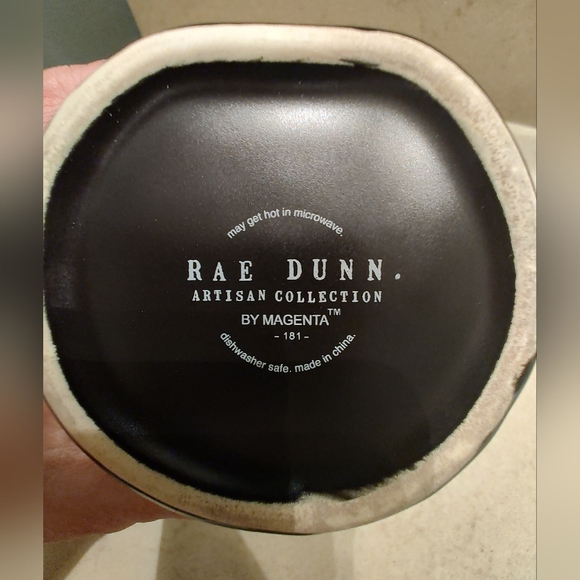 may get hot in microwave.
RAE DUNN.
ARTISAN COLLECTION
BY MAGENTA™
- 181 -
dishwasher safe. made in china.